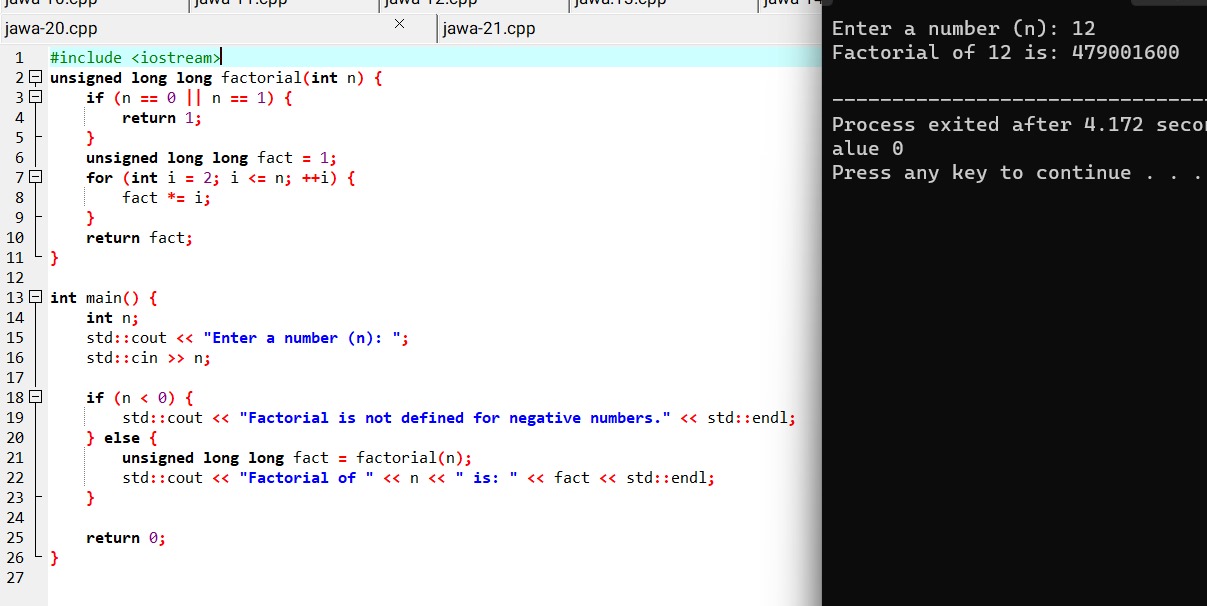 jawa-20.cpp
jawa-21.cpp
1 #include <iostream>
2 unsigned long long factorial(int n) {
3     if (n == 0 || n == 1) {
4         return 1;
5     }
6     unsigned long long fact = 1;
7     for (int i = 2; i <= n; ++i) {
8         fact *= i;
9     }
10     return fact;
11 }
12
13 int main() {
14     int n;
15     std::cout << "Enter a number (n): ";
16     std::cin >> n;
17
18     if (n < 0) {
19         std::cout << "Factorial is not defined for negative numbers." << std::endl;
20     } else {
21         unsigned long long fact = factorial(n);
22         std::cout << "Factorial of " << n << " is: " << fact << std::endl;
23     }
24
25     return 0;
26 }
27
Enter a number (n): 12
Factorial of 12 is: 479001600
--------------------------------
Process exited after 4.172 seco
alue 0
Press any key to continue . . .